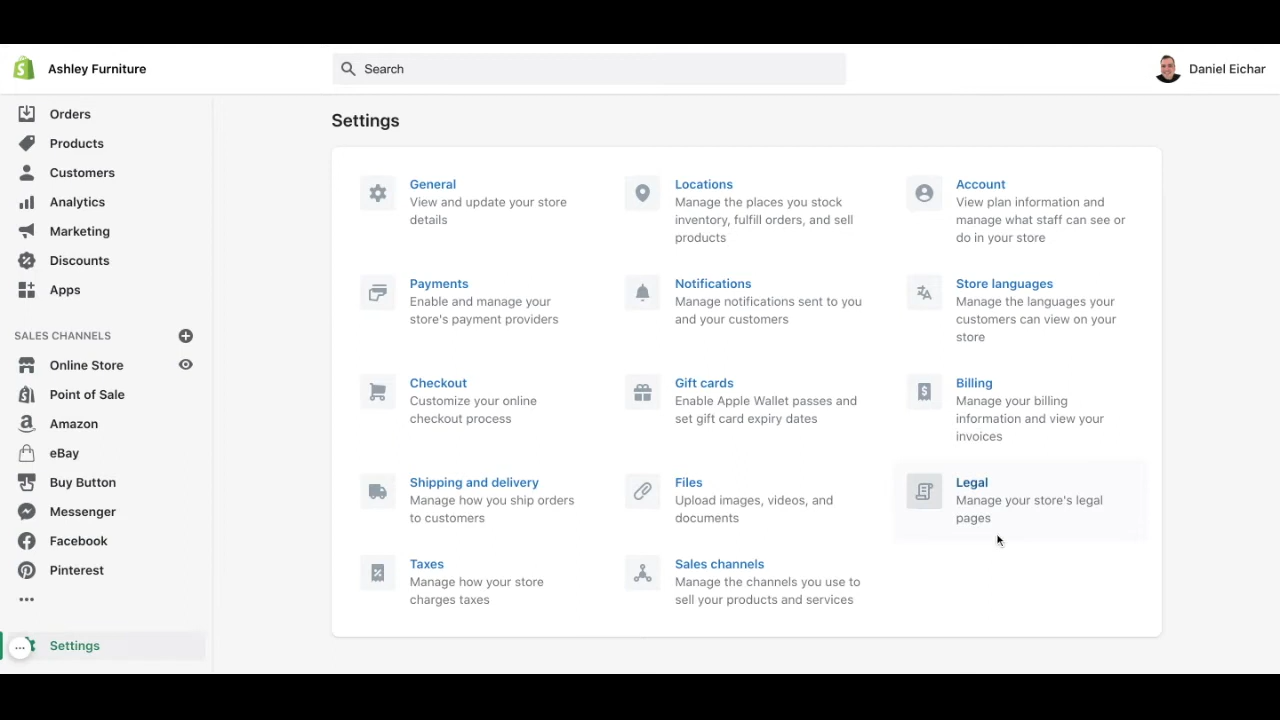 Ashley Furniture
Search
Daniel Eichar
Orders
Products
Customers
Analytics
Marketing
Discounts
Apps
SALES CHANNELS
Online Store
Point of Sale
Amazon
eBay
Buy Button
Messenger
Facebook
Pinterest
Settings
Settings
General
View and update your store
details
Locations
Manage the places you stock
inventory, fulfill orders, and sell
products
Account
View plan information and
manage what staff can see or
do in your store
Payments
Enable and manage your
store's payment providers
Notifications
Manage notifications sent to you
and your customers
Store languages
Manage the languages your
customers can view on your
store
Checkout
Customize your online
checkout process
Gift cards
Enable Apple Wallet passes and
set gift card expiry dates
Billing
Manage your billing
information and view your
invoices
Shipping and delivery
Manage how you ship orders
to customers
Files
Upload images, videos, and
documents
Legal
Manage your store's legal
pages
Taxes
Manage how your store
charges taxes
Sales channels
Manage the channels you use to
sell your products and services